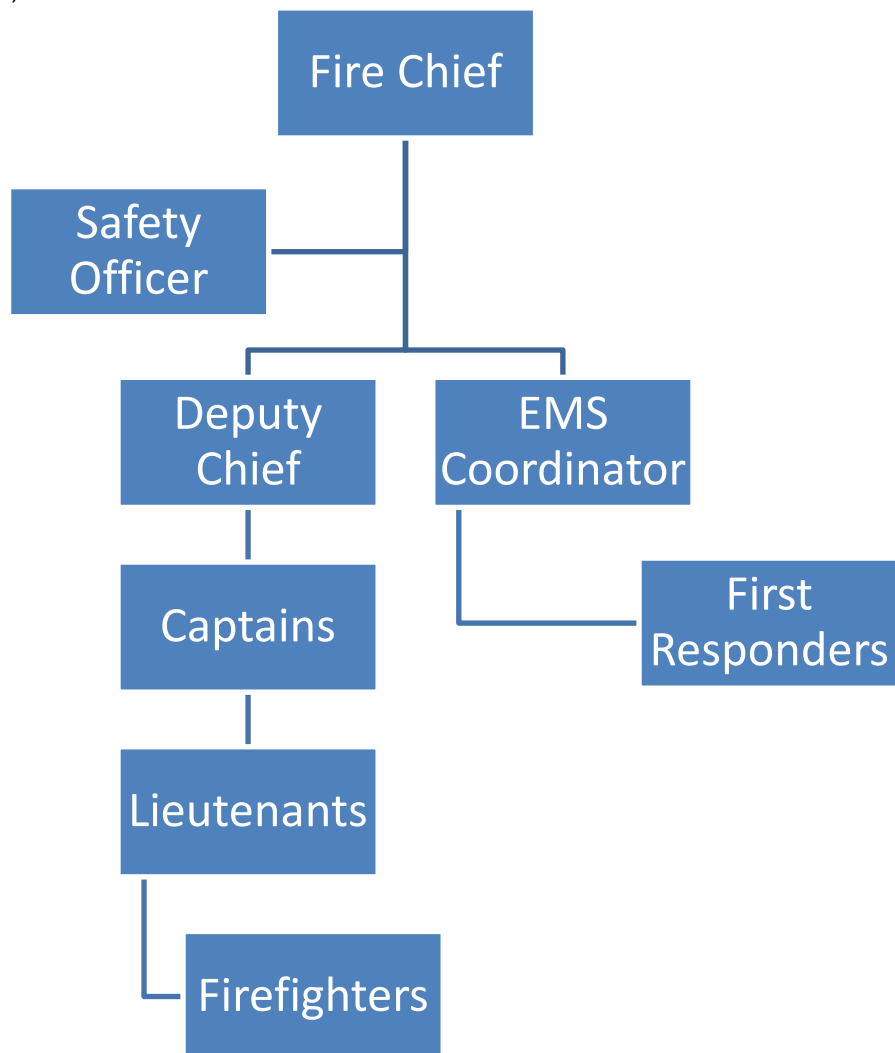 Fire Chief
Safety
Officer
Deputy
Chief
EMS
Coordinator
Captains
First
Responders
Lieutenants
Firefighters